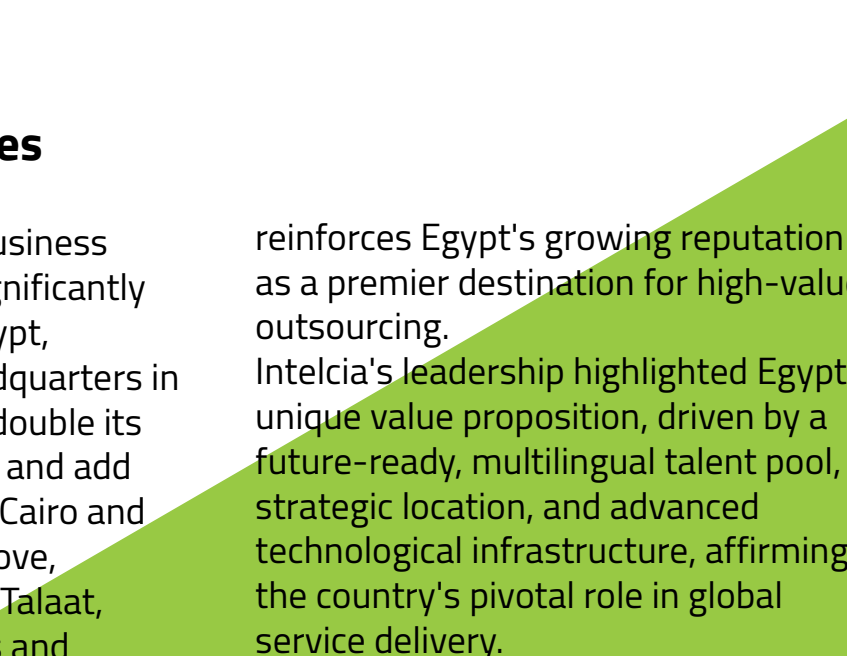 es
usiness
gnificantly
ypt,
dquarters in
double its
and add
Cairo and
ove,
Talaat,
s and
reinforces Egypt's growing reputation
as a premier destination for high-valu
outsourcing.
Intelcia's leadership highlighted Egypt
unique value proposition, driven by a
future-ready, multilingual talent pool,
strategic location, and advanced
technological infrastructure, affirming
the country's pivotal role in global
service delivery.